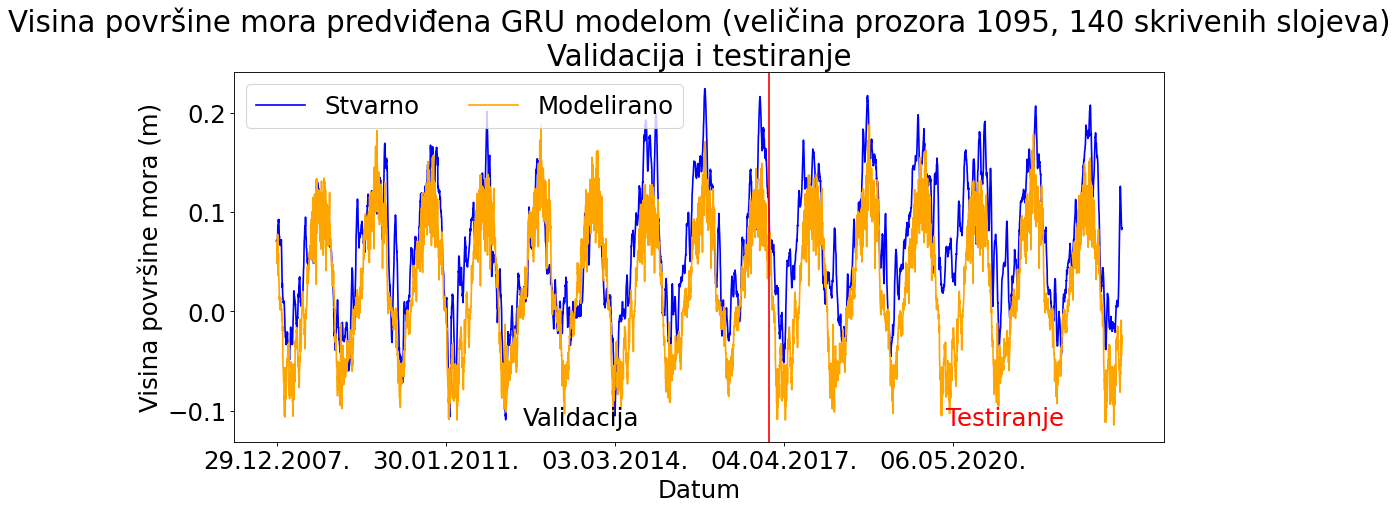 Visina površine mora predviđena GRU modelom (veličina prozora 1095, 140 skrivenih slojeva)
Validacija i testiranje
Stvarno
Modelirano
Visina površine mora (m)
0.2
0.1
0.0
−0.1
Validacija
Testiranje
29.12.2007.
30.01.2011.
03.03.2014.
04.04.2017.
06.05.2020.
Datum